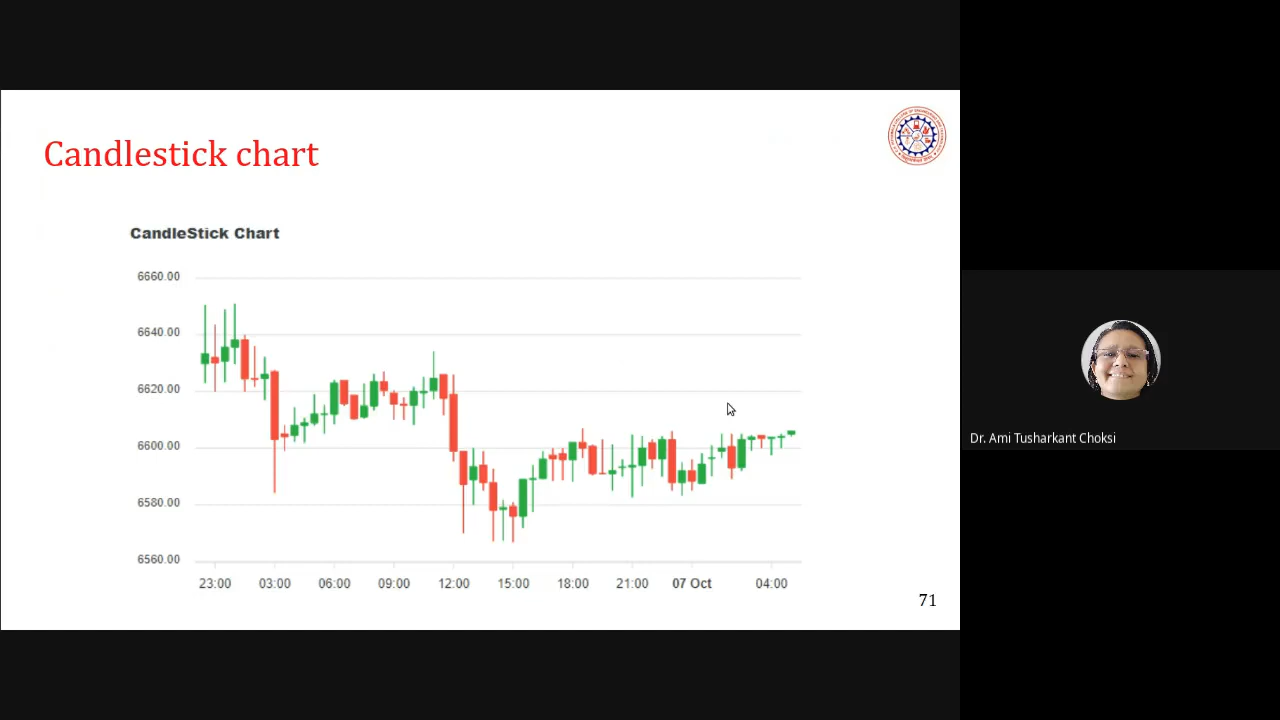 Candlestick chart
CandleStick Chart
6660.00
6640.00
6620.00
6600.00
6580.00
6560.00
23:00 03:00 06:00 09:00 12:00 15:00 18:00 21:00 07 Oct 04:00
71
Dr. Ami Tusharkant Choksi